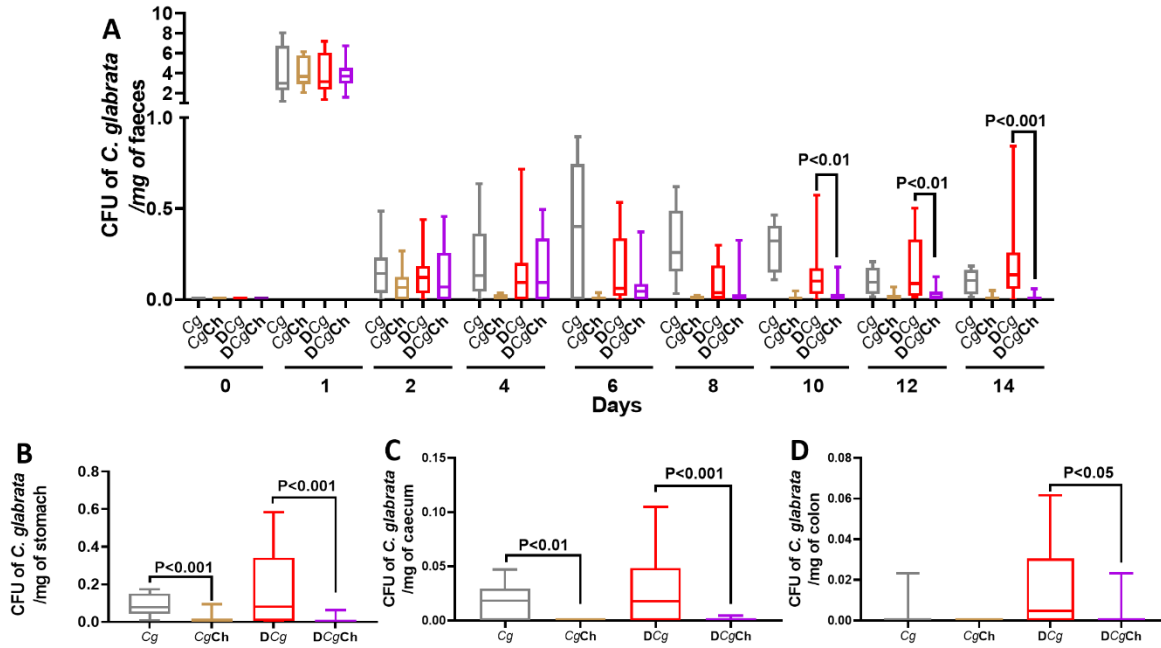 A
CFU of C. glabrata
/mg of faeces
10
8
6
4
2
1.0
0.5
0.0
P<0.01
P<0.01
P<0.001
Cg CgCh DCg DCgCh Cg CgCh DCg DCgCh Cg CgCh DCg DCgCh Cg CgCh DCg DCgCh Cg CgCh DCg DCgCh Cg CgCh DCg DCgCh Cg CgCh DCg DCgCh Cg CgCh DCg DCgCh Cg CgCh DCg DCgCh
0 1 2 4 6 8 10 12 14
Days
B
CFU of C. glabrata
/mg of stomach
0.8
0.6
0.4
0.2
0.0
P<0.001
P<0.001
Cg CgCh DCg DCgCh
C
CFU of C. glabrata
/mg of caecum
0.15
0.10
0.05
0.00
P<0.01
P<0.001
Cg CgCh DCg DCgCh
D
CFU of C. glabrata
/mg of colon
0.08
0.06
0.04
0.02
0.00
P<0.05
Cg CgCh DCg DCgCh